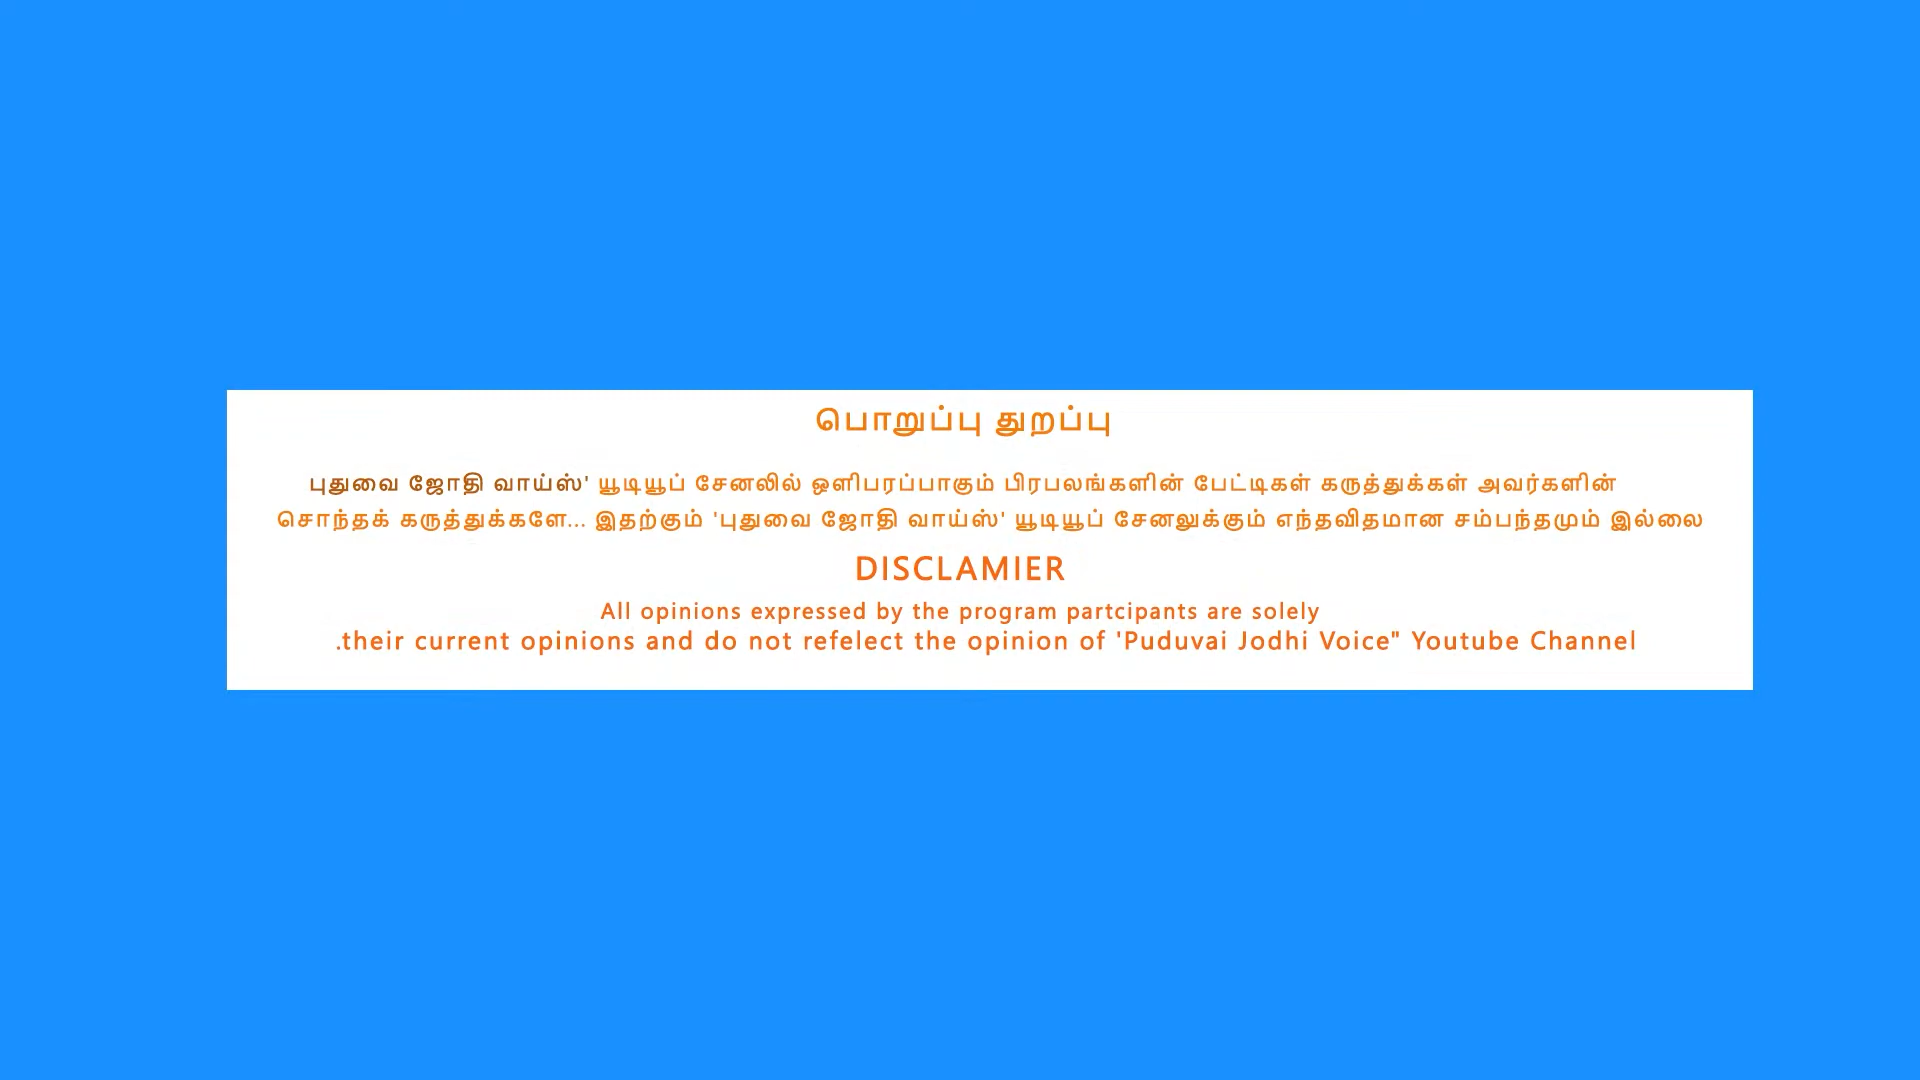 பொறுப்பு துறப்பு
புதுவை ஜோதி வாய்ஸ்' யூடியூப் சேனலில் ஒளிபரப்பாகும் பிரபலங்களின் பேட்டிகள் கருத்துக்கள் அவர்களின்
சொந்தக் கருத்துக்களே... இதற்கும் 'புதுவை ஜோதி வாய்ஸ்' யூடியூப் சேனலுக்கும் எந்தவிதமான சம்பந்தமும் இல்லை
DISCLAMIER
All opinions expressed by the program partcipants are solely
.their current opinions and do not refelect the opinion of 'Puduvai Jodhi Voice" Youtube Channel